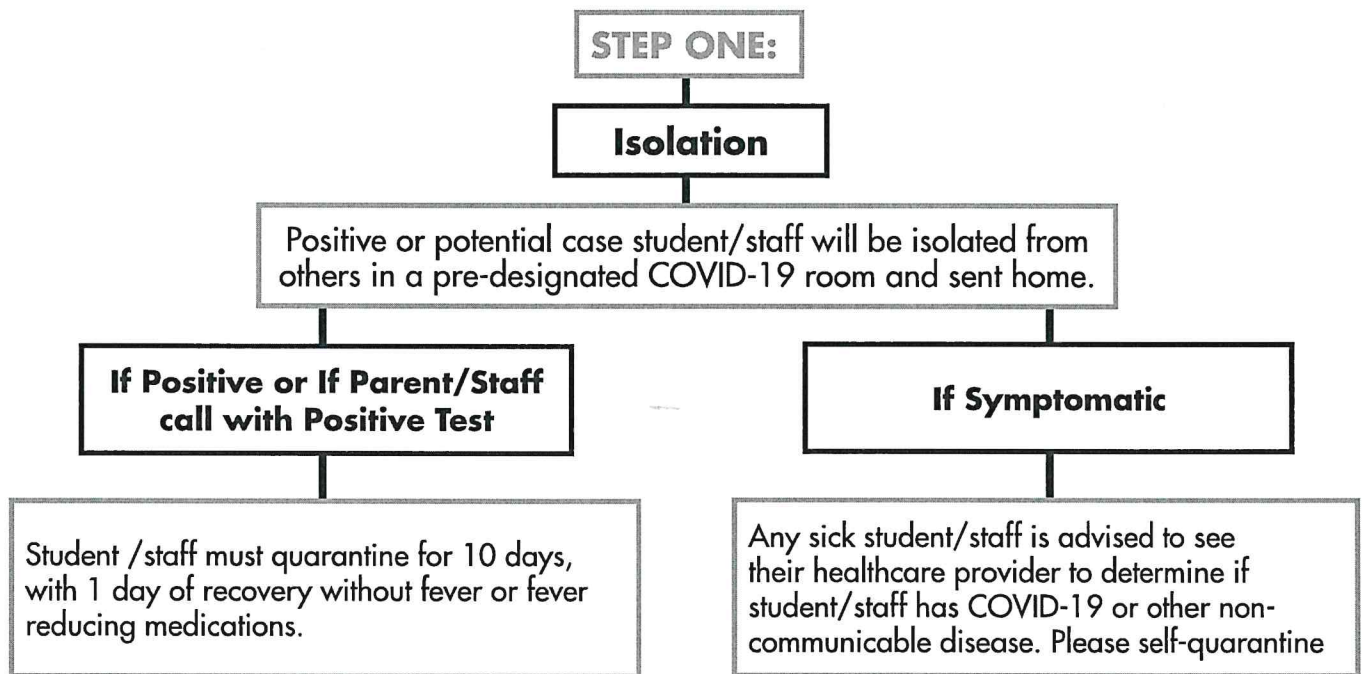 STEP ONE:
Isolation
Positive or potential case student/staff will be isolated from
others in a pre-designated COVID-19 room and sent home.
If Positive or If Parent/Staff
call with Positive Test
Student /staff must quarantine for 10 days,
with 1 day of recovery without fever or fever
reducing medications.
If Symptomatic
Any sick student/staff is advised to see
their healthcare provider to determine if
student/staff has COVID-19 or other non-
communicable disease. Please self-quarantine